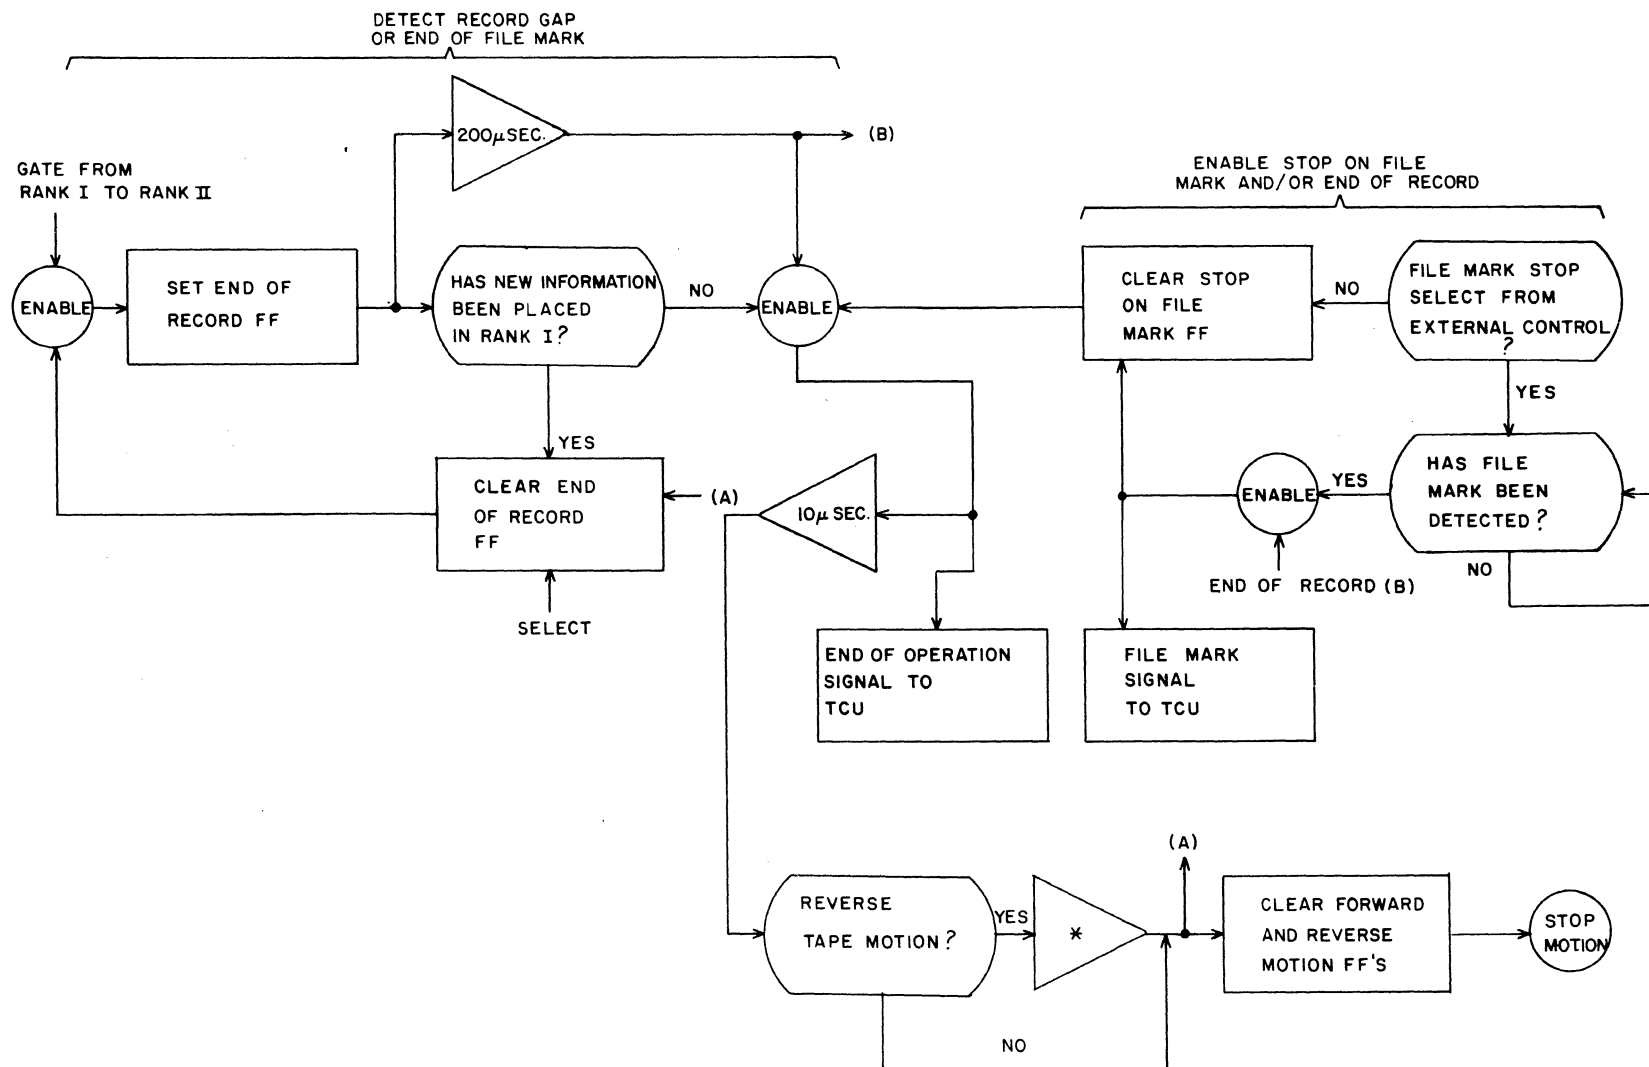 DETECT RECORD GAP
OR END OF FILE MARK
200μ SEC.
(B)
GATE FROM
RANK I TO RANK II
ENABLE
SET END OF
RECORD FF
HAS NEW INFORMATION
BEEN PLACED
IN RANK I?
NO
ENABLE
YES
CLEAR END
OF RECORD
FF
(A)
SELECT
10μ SEC.
END OF OPERATION
SIGNAL TO
TCU
ENABLE STOP ON FILE
MARK AND/OR END OF RECORD
CLEAR STOP
ON FILE
MARK FF
NO
FILE MARK STOP
SELECT FROM
EXTERNAL CONTROL
?
YES
HAS FILE
MARK BEEN
DETECTED?
YES
ENABLE
NO
END OF RECORD (B)
FILE MARK
SIGNAL
TO TCU
(A)
REVERSE
TAPE MOTION?
YES
*
CLEAR FORWARD
AND REVERSE
MOTION FF'S
STOP
MOTION
NO